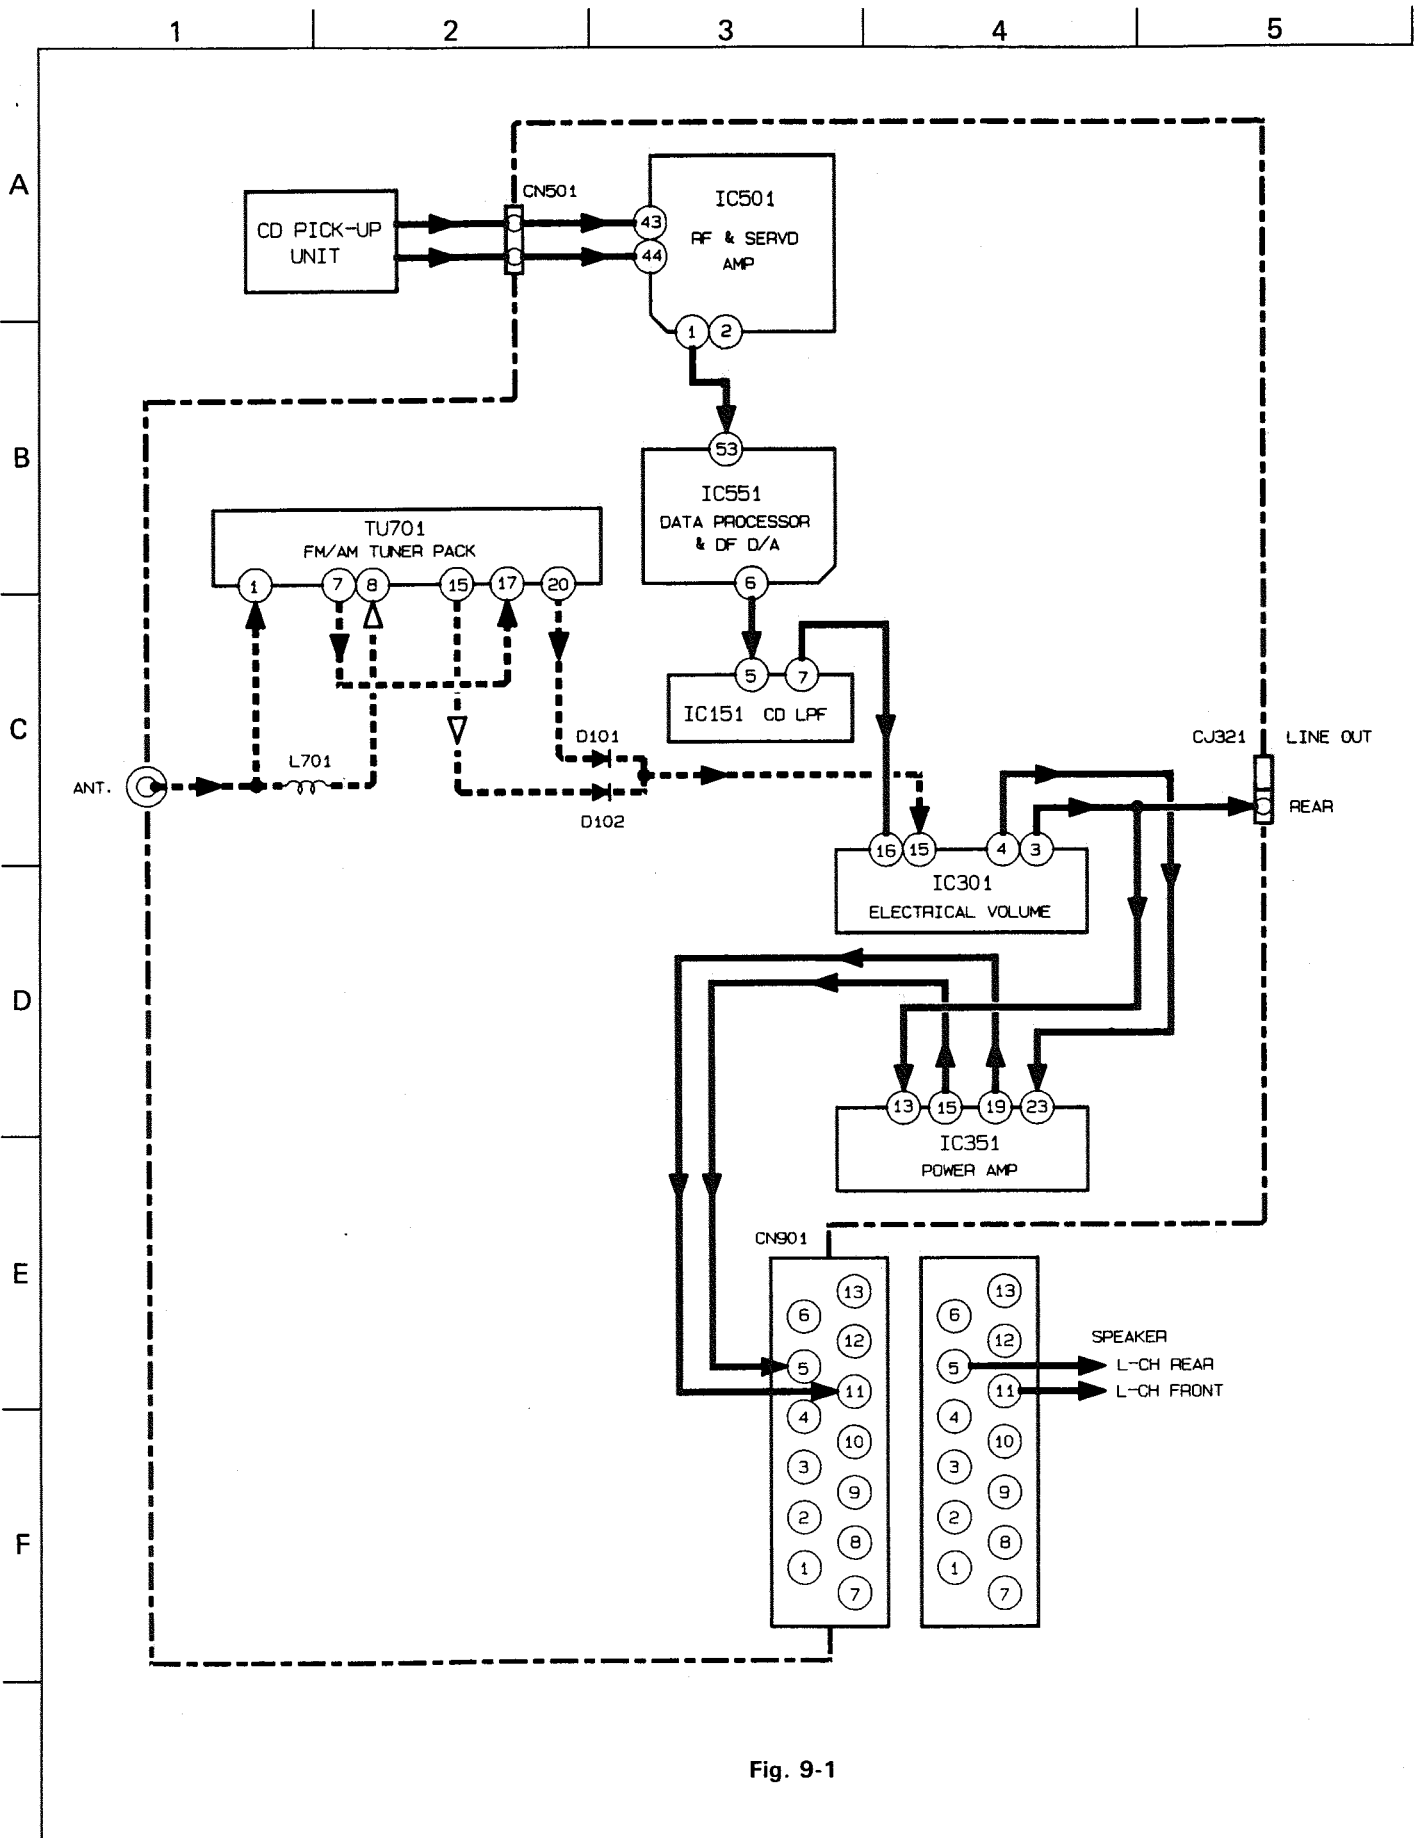 1 2 3 4 5
A
B
C
D
E
F
CN501
CD PICK-UP
UNIT
43
44
IC501
RF & SERVO
AMP
1 2
53
IC551
DATA PROCESSOR
& DF D/A
6
TU701
FM/AM TUNER PACK
1 7 8 15 17 20
5 7
IC151 CD LPF
D101
D102
L701
ANT.
CJ321 LINE OUT
REAR
16 15 4 3
IC301
ELECTRICAL VOLUME
13 15 19 23
IC351
POWER AMP
CN901
13
6
12
5
11
4
10
3
9
2
8
1
7
13
6
12
5
11
4
10
3
9
2
8
1
7
SPEAKER
L-CH REAR
L-CH FRONT
Fig. 9-1